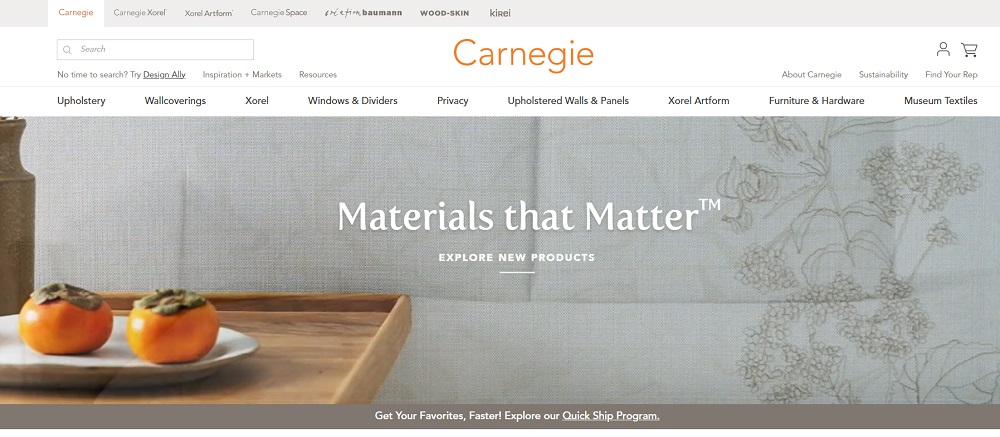 Carnegie Carnegie Xorel Xorel Artform Carnegie Space création baumann WOOD-SKIN kirei
Search
Carnegie
No time to search? Try Design Ally Inspiration + Markets Resources About Carnegie Sustainability Find Your Rep
Upholstery Wallcoverings Xorel Windows & Dividers Privacy Upholstered Walls & Panels Xorel Artform Furniture & Hardware Museum Textiles
Materials that Matter™
EXPLORE NEW PRODUCTS
Get Your Favorites, Faster! Explore our Quick Ship Program.